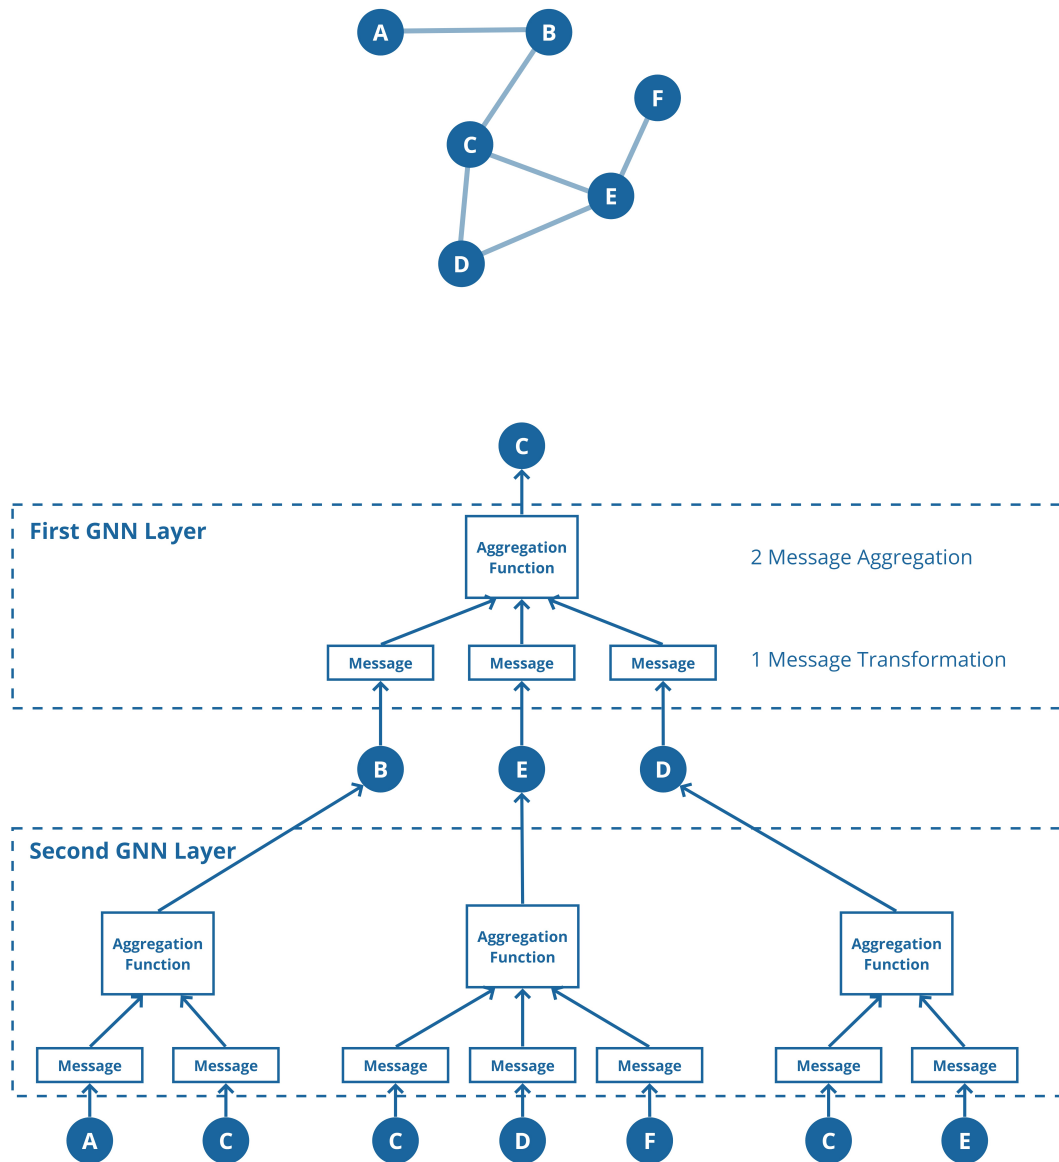 A
B
F
C
E
D
C
First GNN Layer
Aggregation
Function
2 Message Aggregation
Message
Message
Message
1 Message Transformation
B
E
D
Second GNN Layer
Aggregation
Function
Aggregation
Function
Aggregation
Function
Message
Message
Message
Message
Message
Message
Message
A
C
C
D
F
C
E